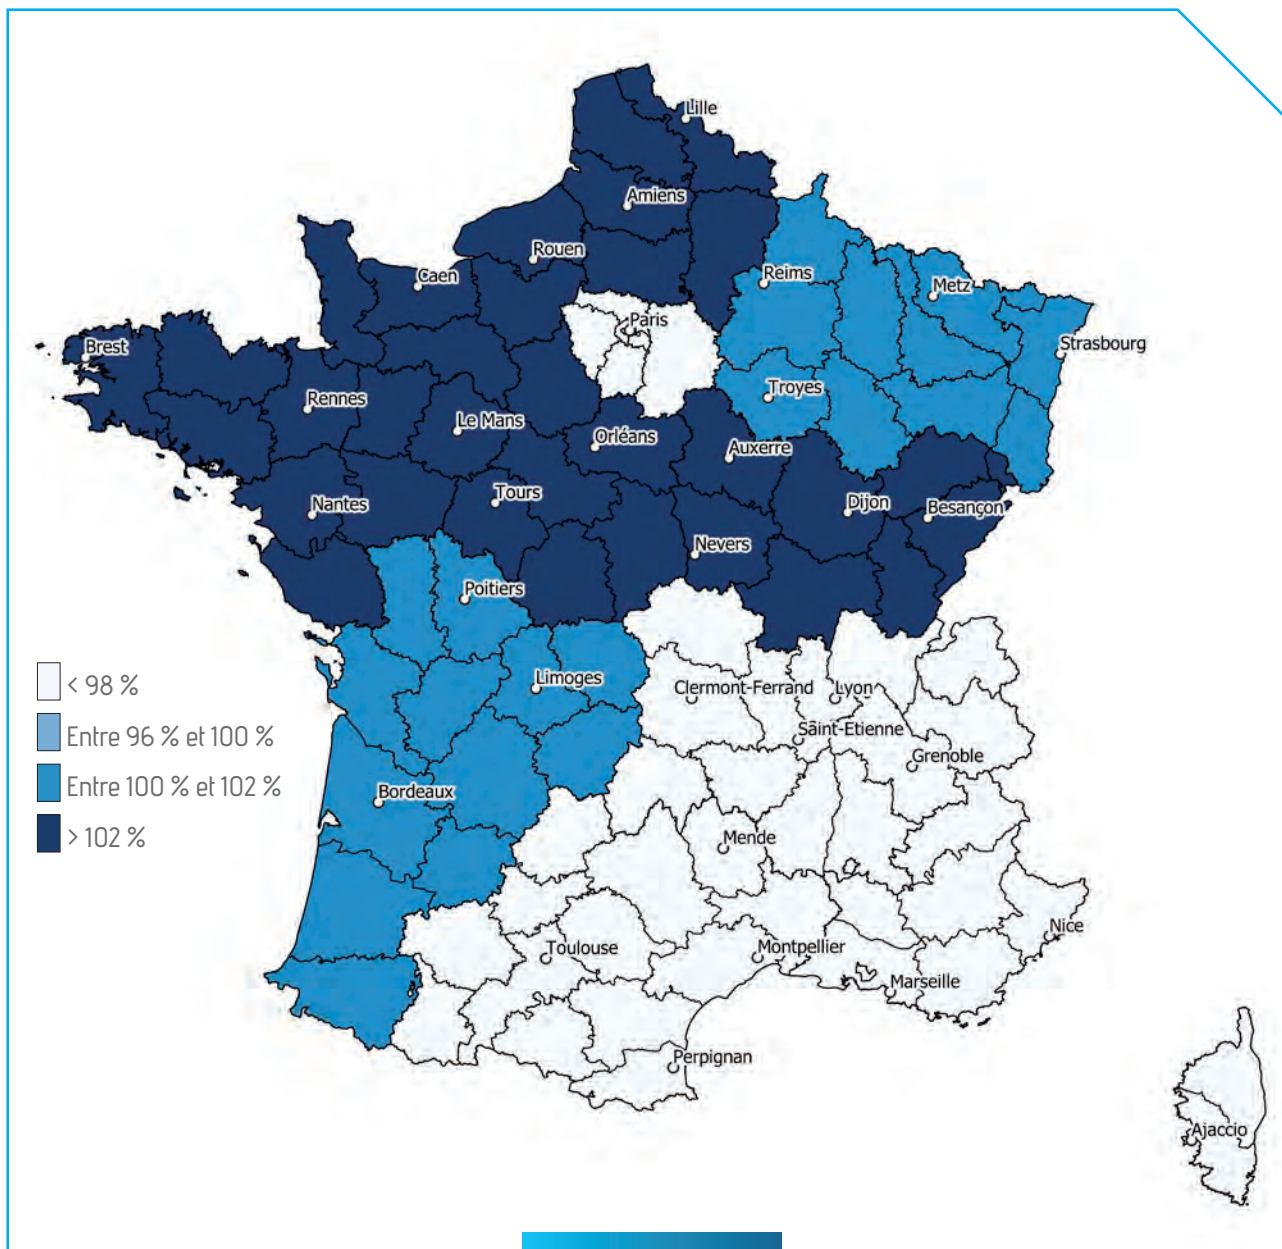 Lille
Amiens
Rouen
Caen
Reims
Metz
Paris
Brest
Strasbourg
Troyes
Rennes
Le Mans
Orléans
Auxerre
Nantes
Tours
Dijon
Besançon
Nevers
Poitiers
< 98 %
Entre 96 % et 100 %
Entre 100 % et 102 %
> 102 %
Limoges
Clermont-Ferrand
Lyon
Saint-Etienne
Grenoble
Bordeaux
Mende
Nice
Toulouse
Montpellier
Marseille
Perpignan
Ajaccio